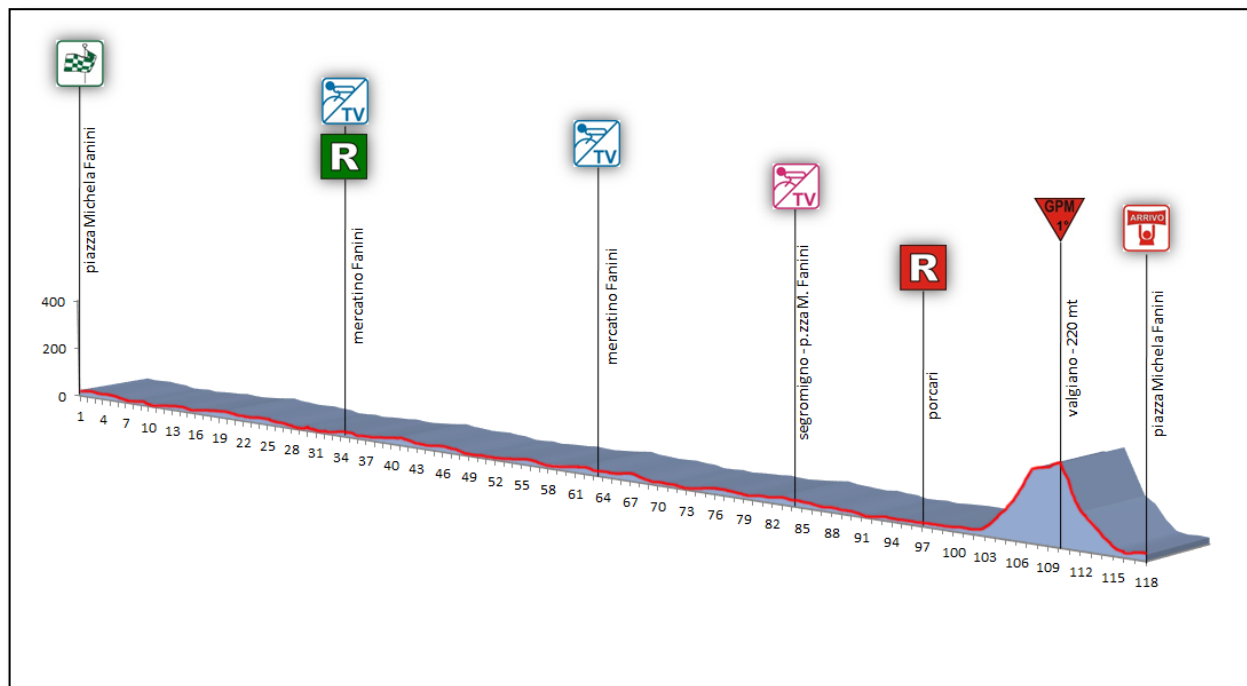 piazza Michela Fanini
TV
R
mercatino Fanini
TV
mercatino Fanini
TV
segromigno - p.zza M. Fanini
R
porcari
GPM
1°
valgiano - 220 mt
ARRIVO
piazza Michela Fanini
400
200
0
1 4 7 10 13 16 19 22 25 28 31 34 37 40 43 46 49 52 55 58 61 64 67 70 73 76 79 82 85 88 91 94 97 100 103 106 109 112 115 118